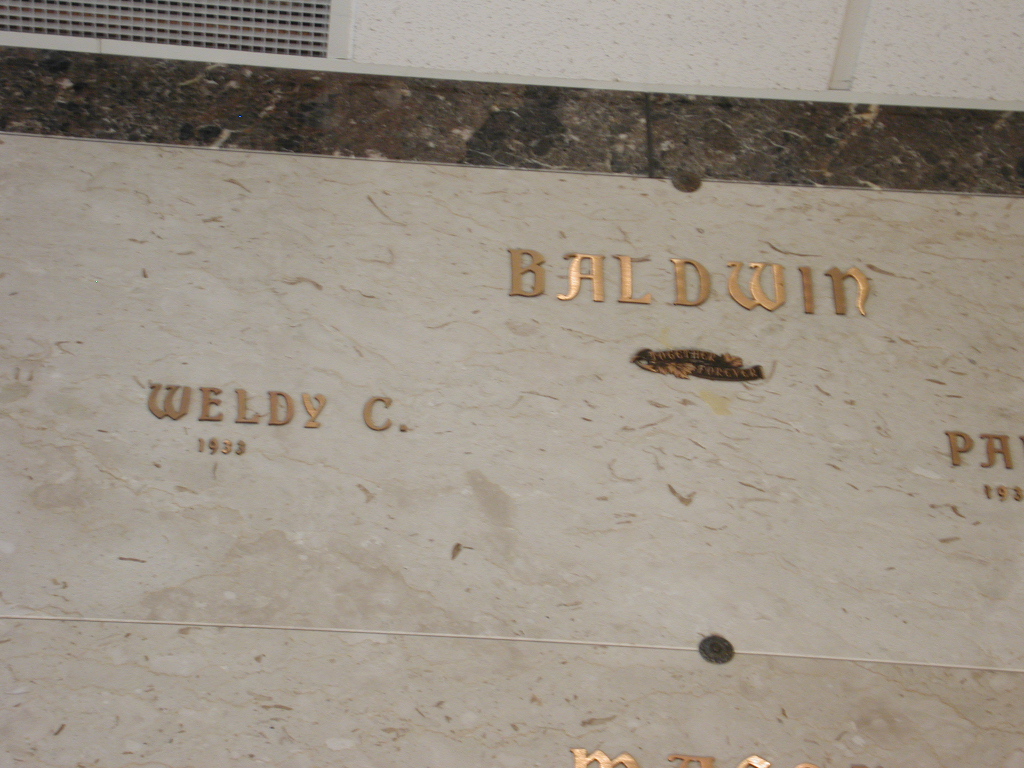 BALDWIN
TOGETHER
FOREVER
WELDY C.
1933